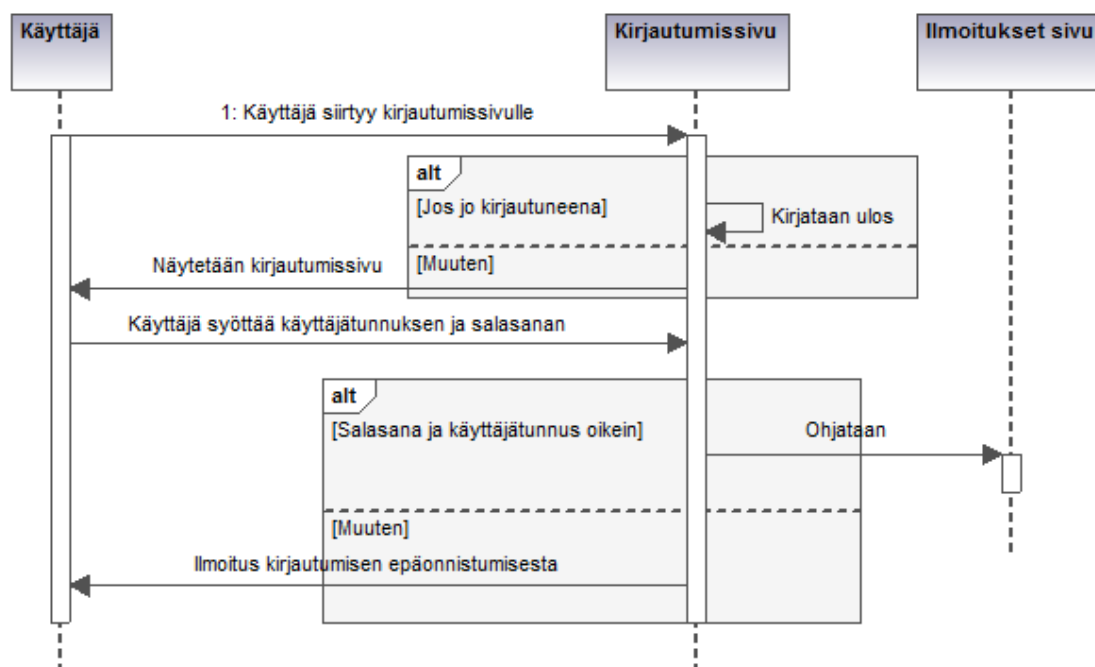 Käyttäjä
Kirjautumissivu
Ilmoitukset sivu
1: Käyttäjä siirtyy kirjautumissivulle
alt
[Jos jo kirjautuneena]
Kirjataan ulos
[Muuten]
Näytetään kirjautumissivu
Käyttäjä syöttää käyttäjätunnuksen ja salasanan
alt
[Salasana ja käyttäjätunnus oikein]
Ohjataan
[Muuten]
Ilmoitus kirjautumisen epäonnistumisesta